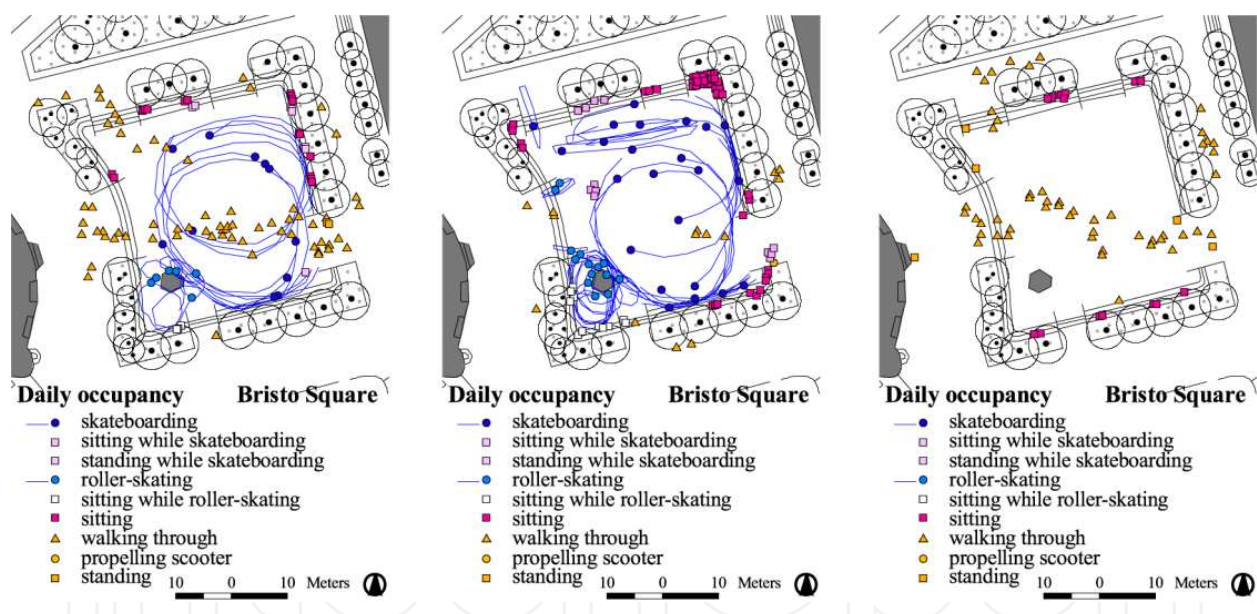 Daily occupancy Bristo Square
skateboarding
sitting while skateboarding
standing while skateboarding
roller-skating
sitting while roller-skating
sitting
walking through
propelling scooter
standing
10 0 10 Meters
Daily occupancy Bristo Square
skateboarding
sitting while skateboarding
standing while skateboarding
roller-skating
sitting while roller-skating
sitting
walking through
propelling scooter
standing
10 0 10 Meters
Daily occupancy Bristo Square
skateboarding
sitting while skateboarding
standing while skateboarding
roller-skating
sitting while roller-skating
sitting
walking through
propelling scooter
standing
10 0 10 Meters